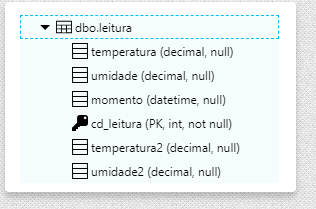 dbo.leitura
temperatura (decimal, null)
umidade (decimal, null)
momento (datetime, null)
cd_leitura (PK, int, not null)
temperatura2 (decimal, null)
umidade2 (decimal, null)